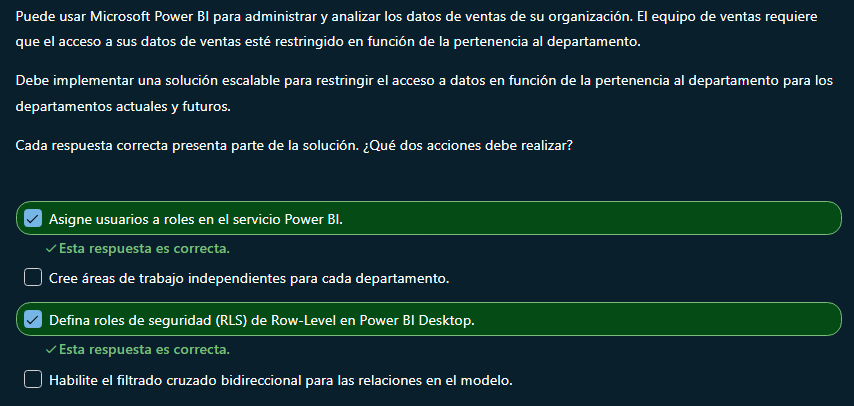 Puede usar Microsoft Power BI para administrar y analizar los datos de ventas de su organización. El equipo de ventas requiere
que el acceso a sus datos de ventas esté restringido en función de la pertenencia al departamento.
Debe implementar una solución escalable para restringir el acceso a datos en función de la pertenencia al departamento para los
departamentos actuales y futuros.
Cada respuesta correcta presenta parte de la solución. ¿Qué dos acciones debe realizar?
Asigne usuarios a roles en el servicio Power BI.
Esta respuesta es correcta.
Cree áreas de trabajo independientes para cada departamento.
Defina roles de seguridad (RLS) de Row-Level en Power BI Desktop.
Esta respuesta es correcta.
Habilite el filtrado cruzado bidireccional para las relaciones en el modelo.